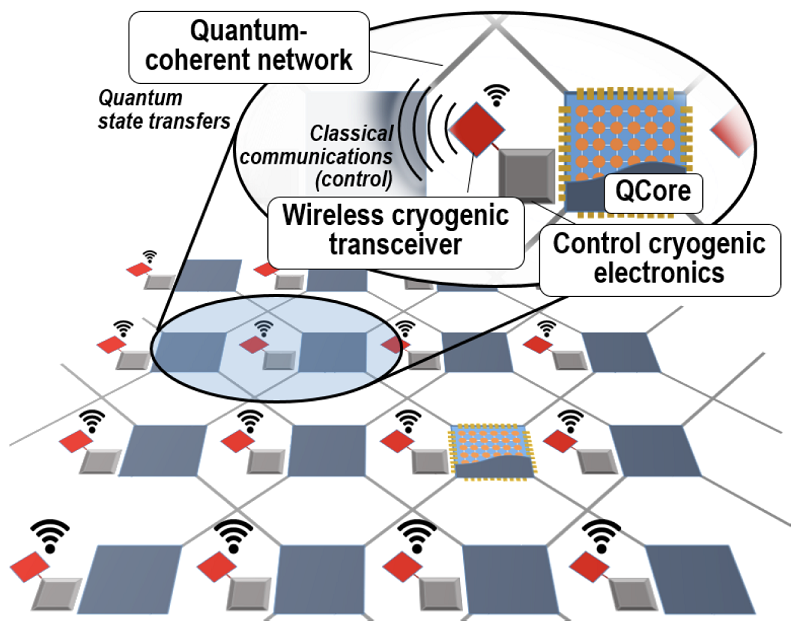 Quantum-
coherent network
Quantum
state transfers
Classical
communications
(control)
QCore
Wireless cryogenic
transceiver
Control cryogenic
electronics